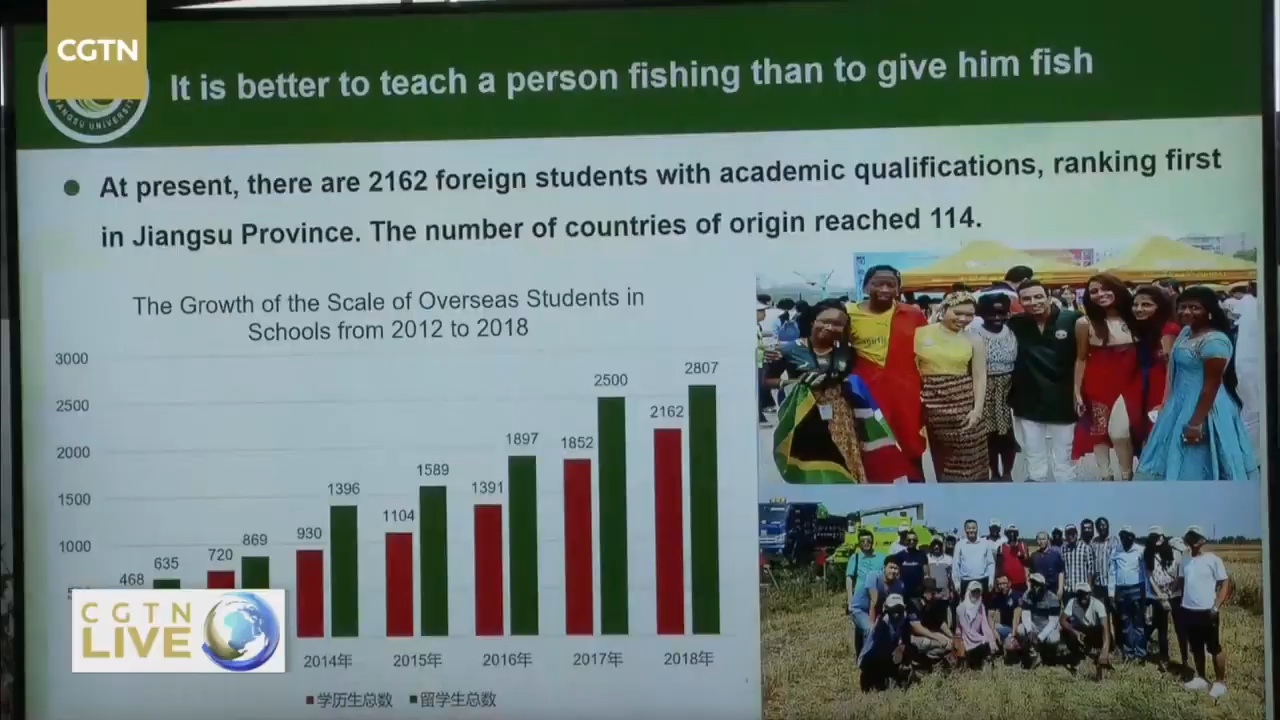 CGTN
JIANGSU UNIVERSITY
It is better to teach a person fishing than to give him fish
At present, there are 2162 foreign students with academic qualifications, ranking first
in Jiangsu Province. The number of countries of origin reached 114.
The Growth of the Scale of Overseas Students in
Schools from 2012 to 2018
3000
2500
2000
1500
1000
468
635
720
869
930
1396
1104
1589
1391
1897
1852
2500
2162
2807
2014年
2015年
2016年
2017年
2018年
学历生总数
留学生总数
CGTN
LIVE